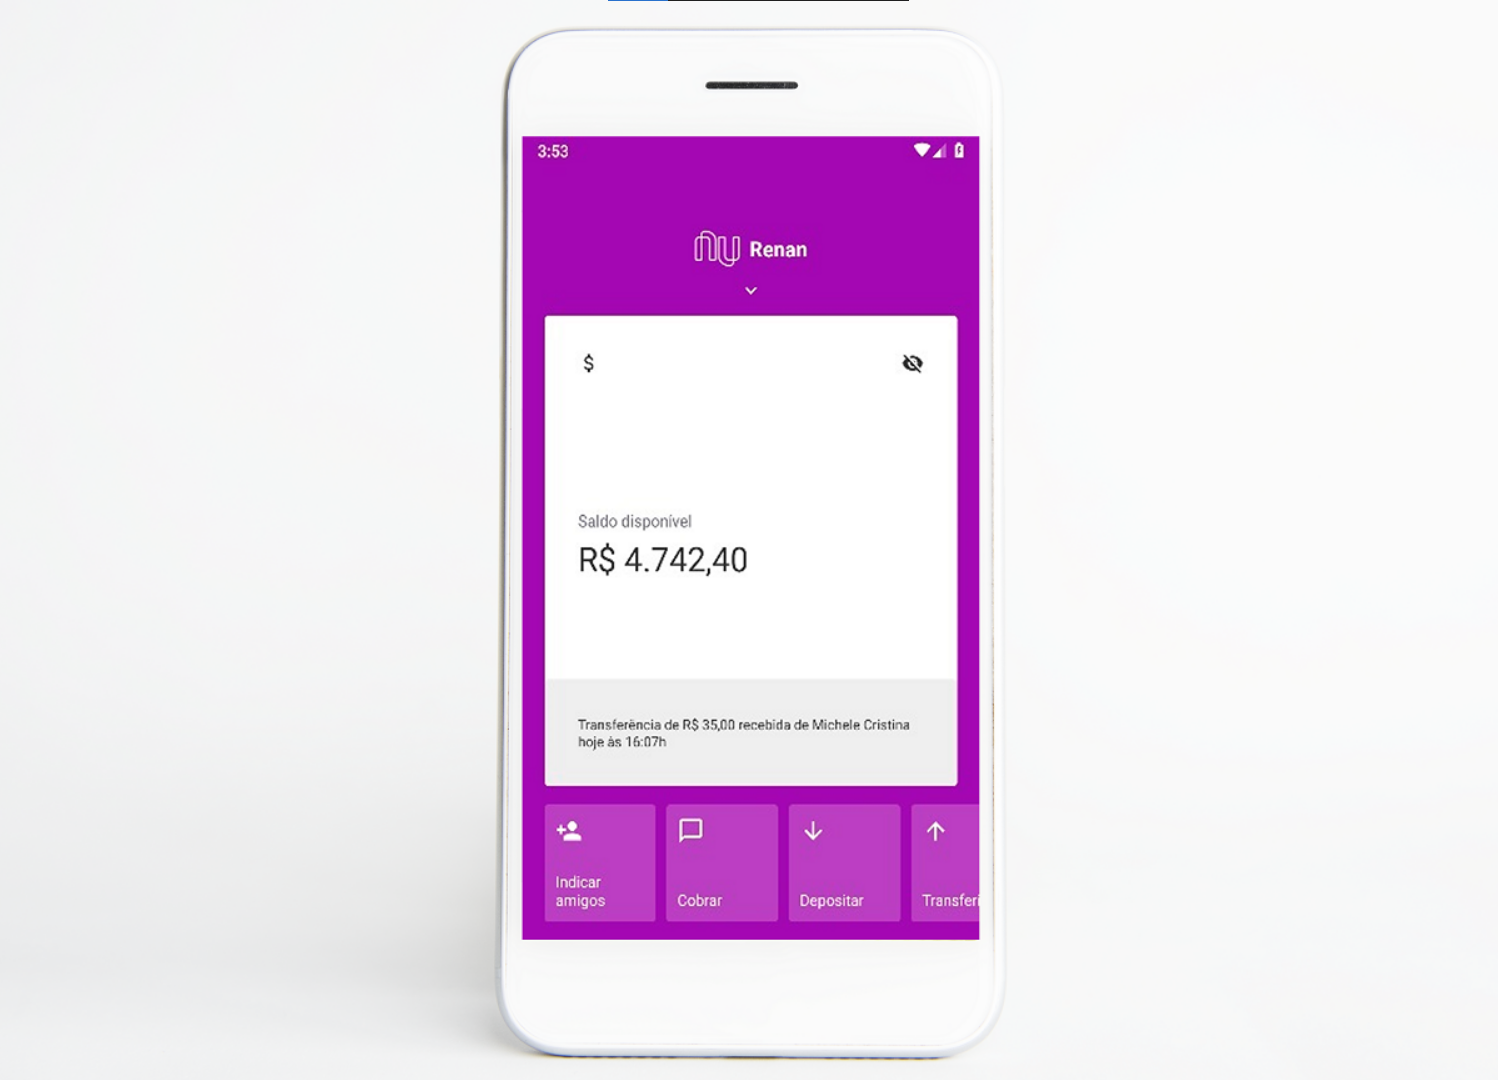 3:53
nu Renan
$
Saldo disponível
R$ 4.742,40
Transferência de R$ 35,00 recebida de Michele Cristina
hoje às 16:07h
Indicar
amigos
Cobrar
Depositar
Transferi